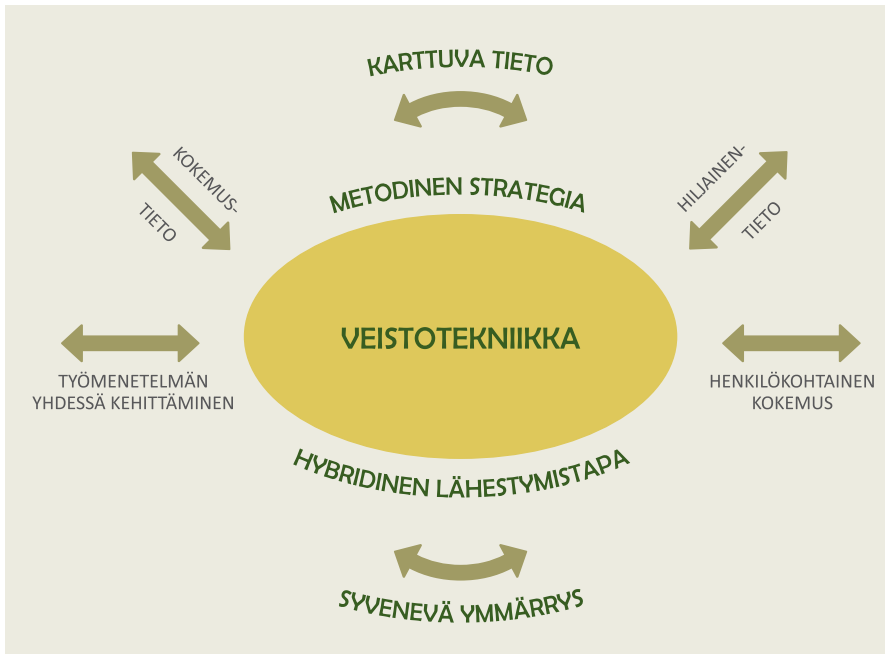 KARTTUVA TIETO
KOKEMUS-
TIETO
HILJAINEN-
TIETO
METODINEN STRATEGIA
VEISTOTEKNIIKKA
TYÖMENETELMÄN
YHDESSÄ KEHITTÄMINEN
HENKILÖKOHTAINEN
KOKEMUS
HYBRIDINEN LÄHESTYMISTAPA
SYVENEVÄ YMMÄRRYS